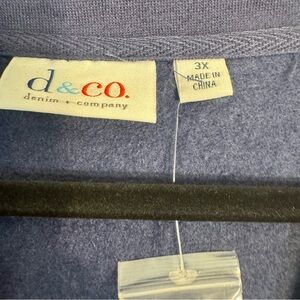 d&co.
denim + company
3X
MADE IN
CHINA